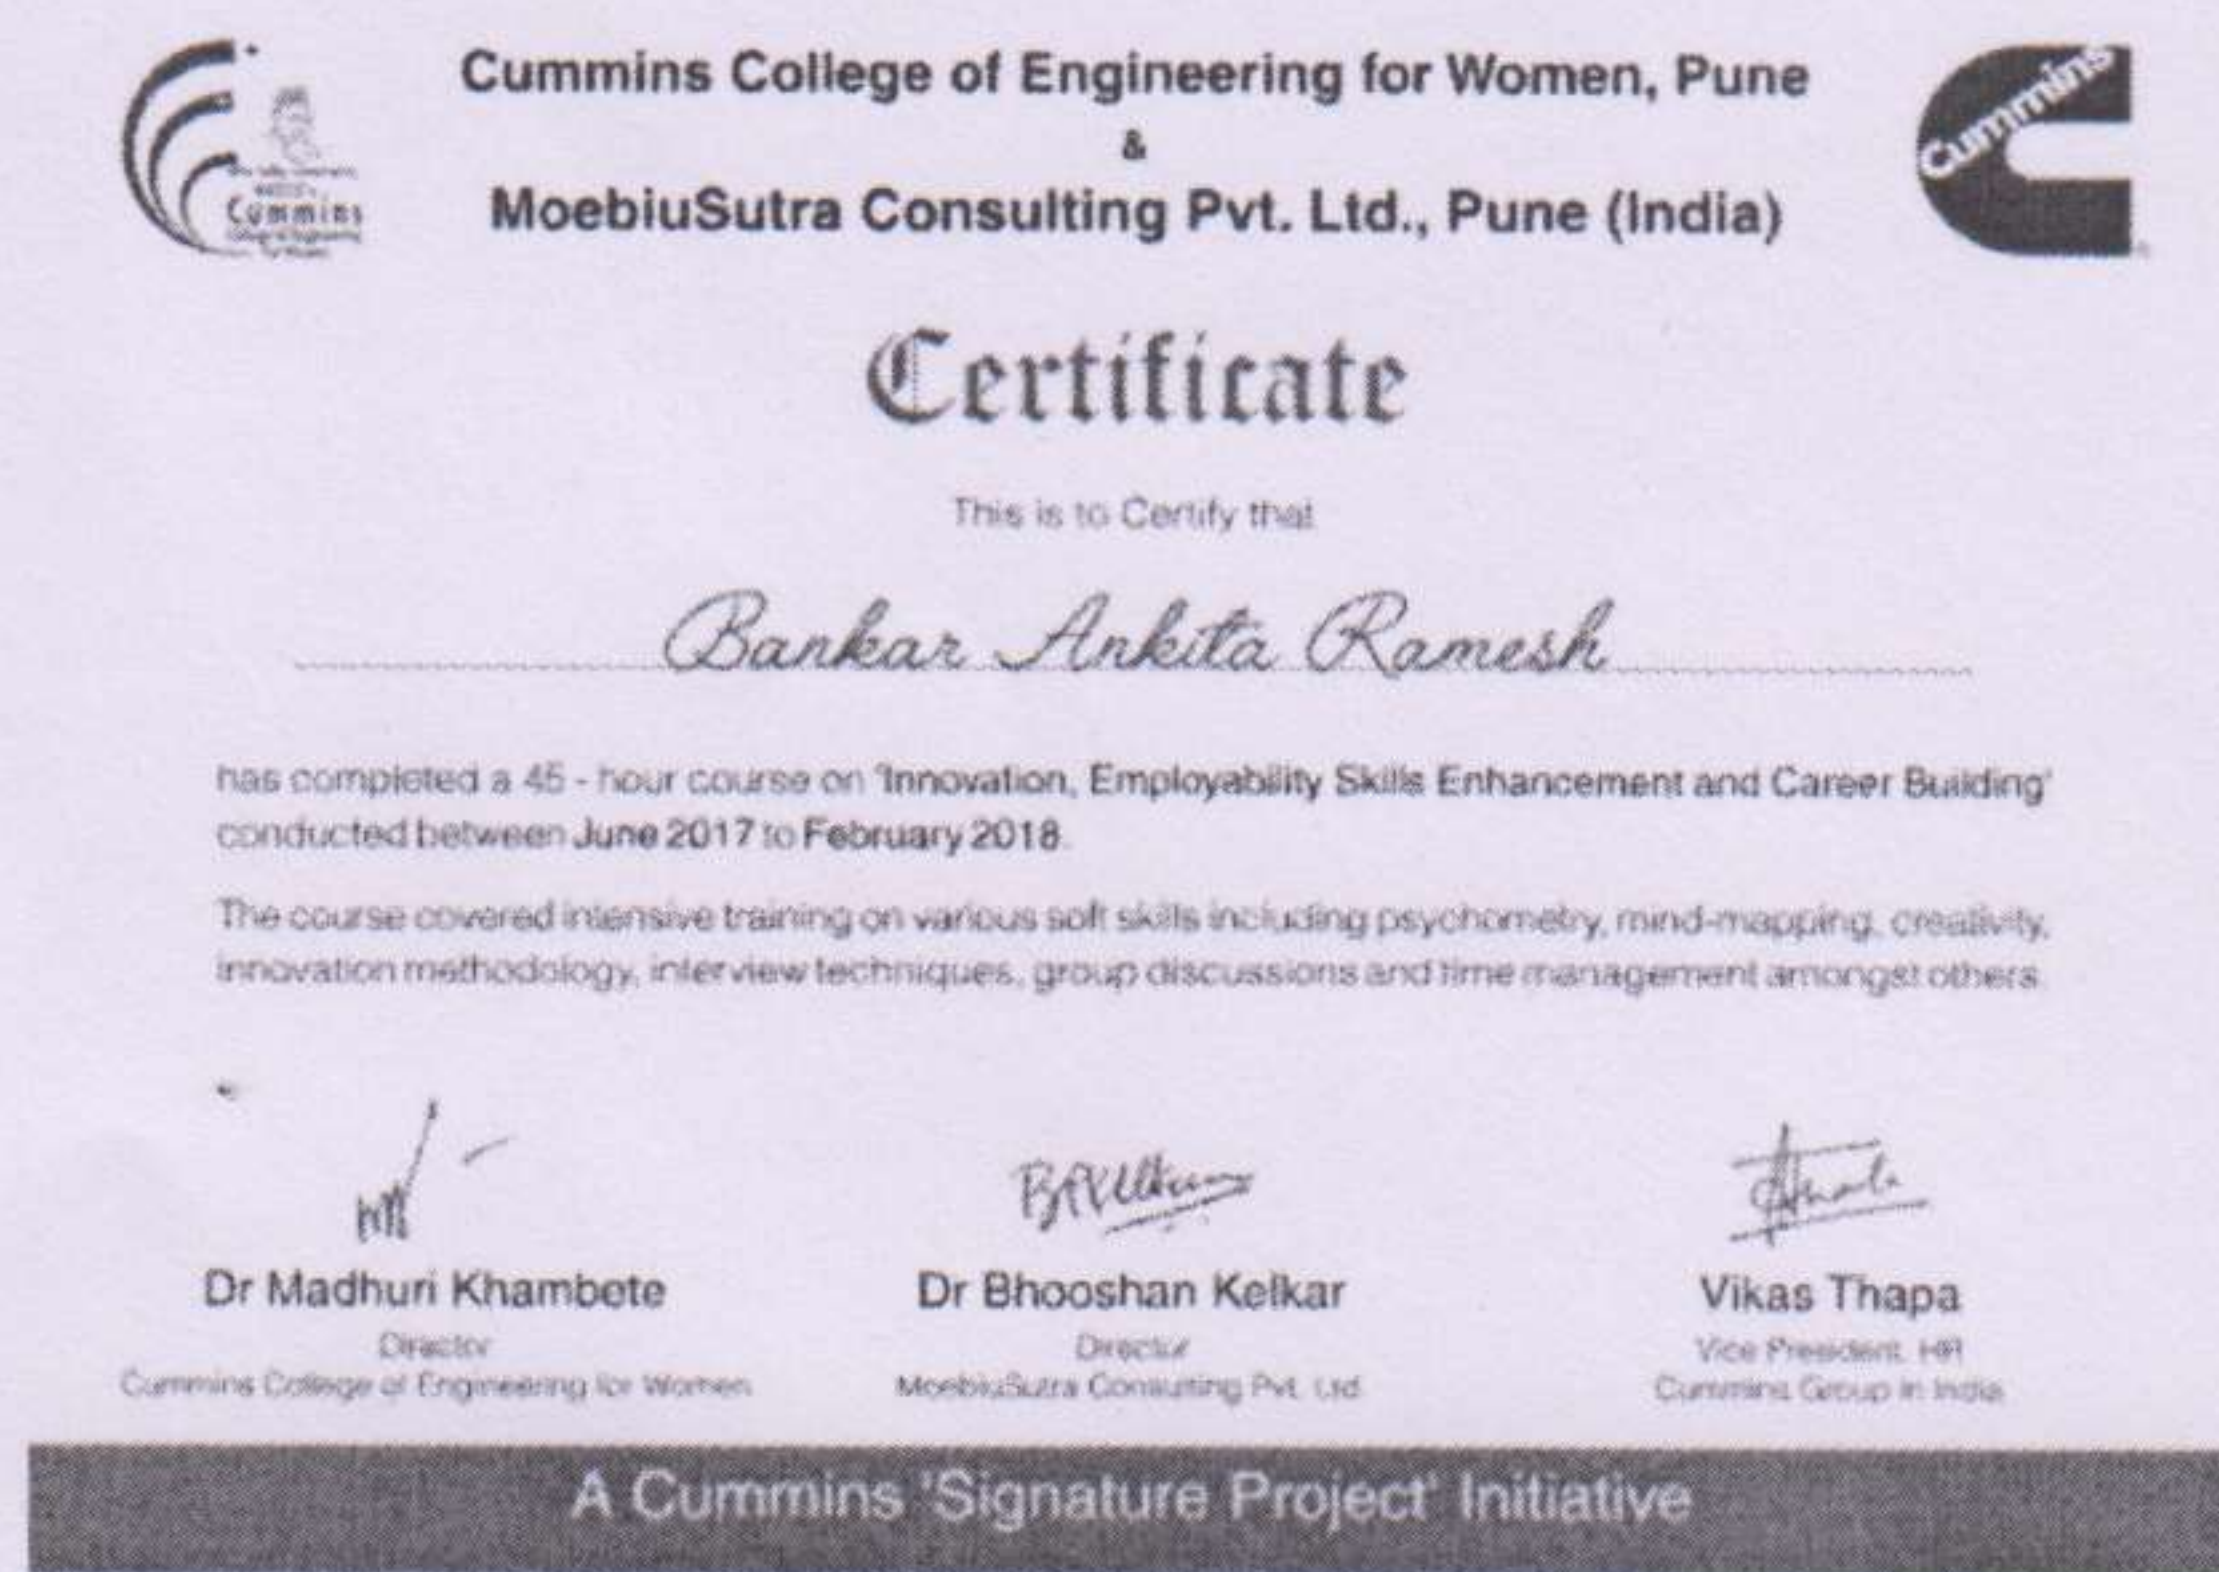 Cummins College of Engineering for Women, Pune
&
MoebiuSutra Consulting Pvt. Ltd., Pune (India)
Cummins
Cummins
Certificate
This is to Certify that
Bankar Ankita Ramesh
has completed a 45 - hour course on 'Innovation, Employability Skills Enhancement and Career Building'
conducted between June 2017 to February 2018.
The course covered intensive training on various soft skills including psychometry, mind-mapping, creativity,
innovation methodology, interview techniques, group discussions and time management amongst others.
Dr Madhuri Khambete
Director
Cummins College of Engineering for Women
Dr Bhooshan Kelkar
Director
MoebiuSutra Consulting Pvt. Ltd.
Vikas Thapa
Vice President, HR
Cummins Group in India
A Cummins 'Signature Project' Initiative